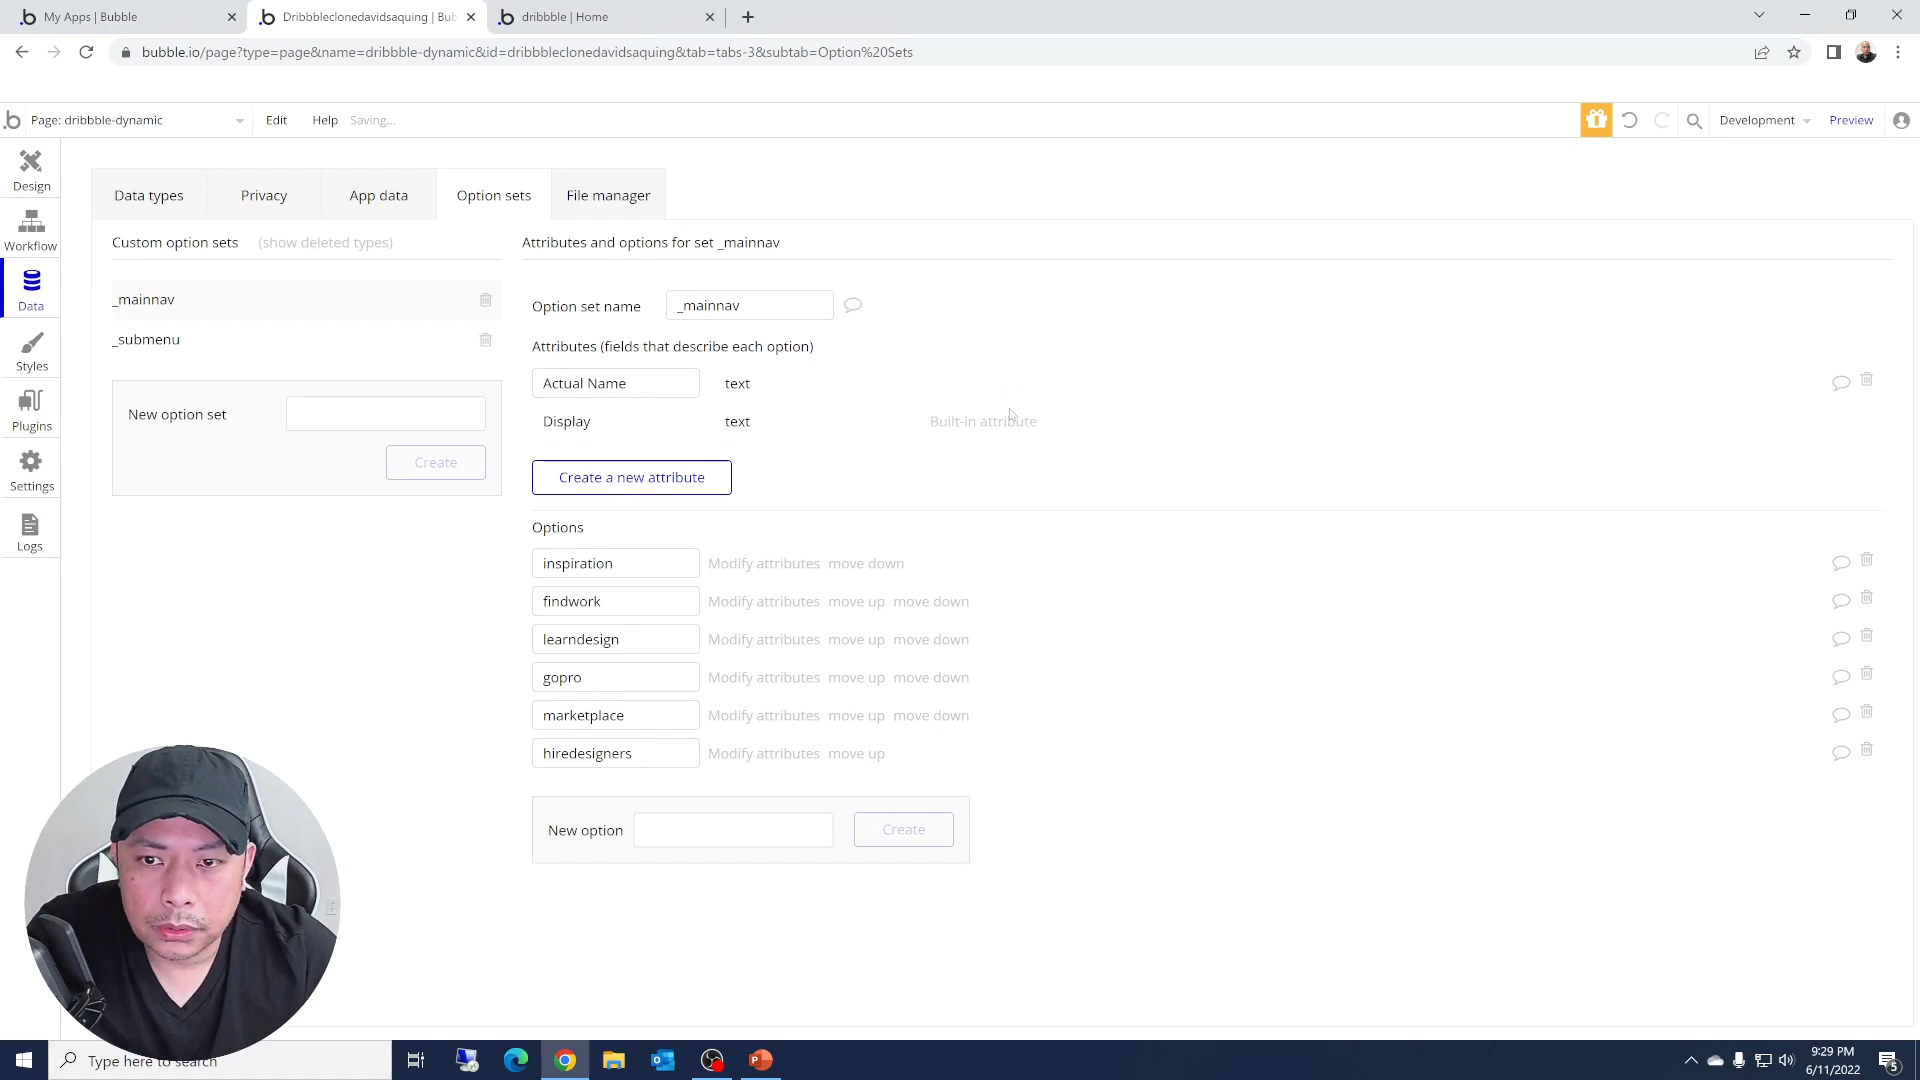 My Apps | Bubble
Dribbbleclonedavidsaquing | Bub
dribbble | Home
bubble.io/page?type=page&name=dribbble-dynamic&id=dribbbleclonedavidsaquing&tab=tabs-3&subtab=Option%20Sets
Page: dribbble-dynamic
Edit
Help
Saving...
Development
Preview
Design
Workflow
Data
Styles
Plugins
Settings
Logs
Data types
Privacy
App data
Option sets
File manager
Custom option sets
(show deleted types)
_mainnav
_submenu
New option set
Create
Attributes and options for set _mainnav
Option set name
_mainnav
Attributes (fields that describe each option)
Actual Name
text
Display
text
Built-in attribute
Create a new attribute
Options
inspiration
Modify attributes move down
findwork
Modify attributes move up move down
learndesign
Modify attributes move up move down
gopro
Modify attributes move up move down
marketplace
Modify attributes move up move down
hiredesigners
Modify attributes move up
New option
Create
Type here to search
9:29 PM
6/11/2022
5